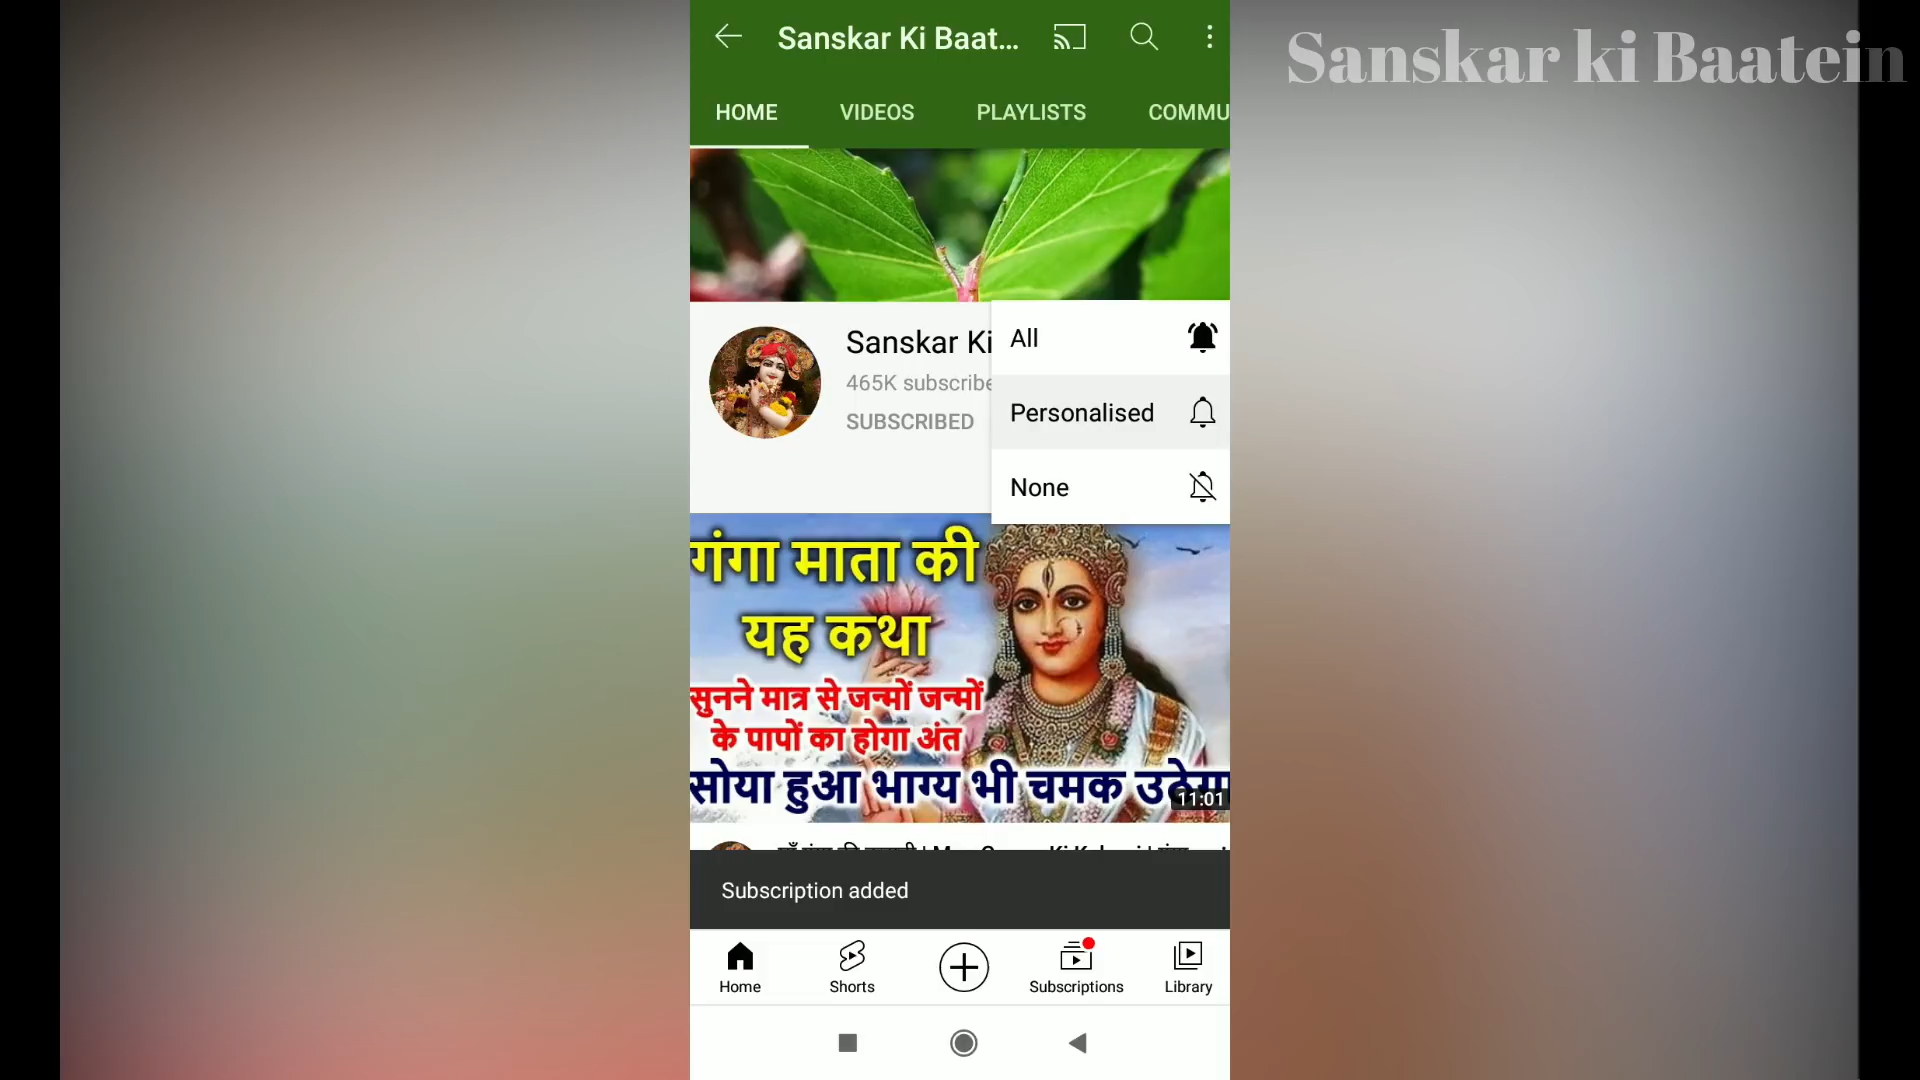 Sanskar Ki Baat...
Sanskar ki Baatein
HOME VIDEOS PLAYLISTS COMMU
Sanskar Ki
465K subscribe
SUBSCRIBED
All
Personalised
None
गंगा माता की
यह कथा
सुनने मात्र से जन्मों जन्मों
के पापों का होगा अंत
सोया हुआ भाग्य भी चमक उठेगा
11:01
Subscription added
Home Shorts Subscriptions Library